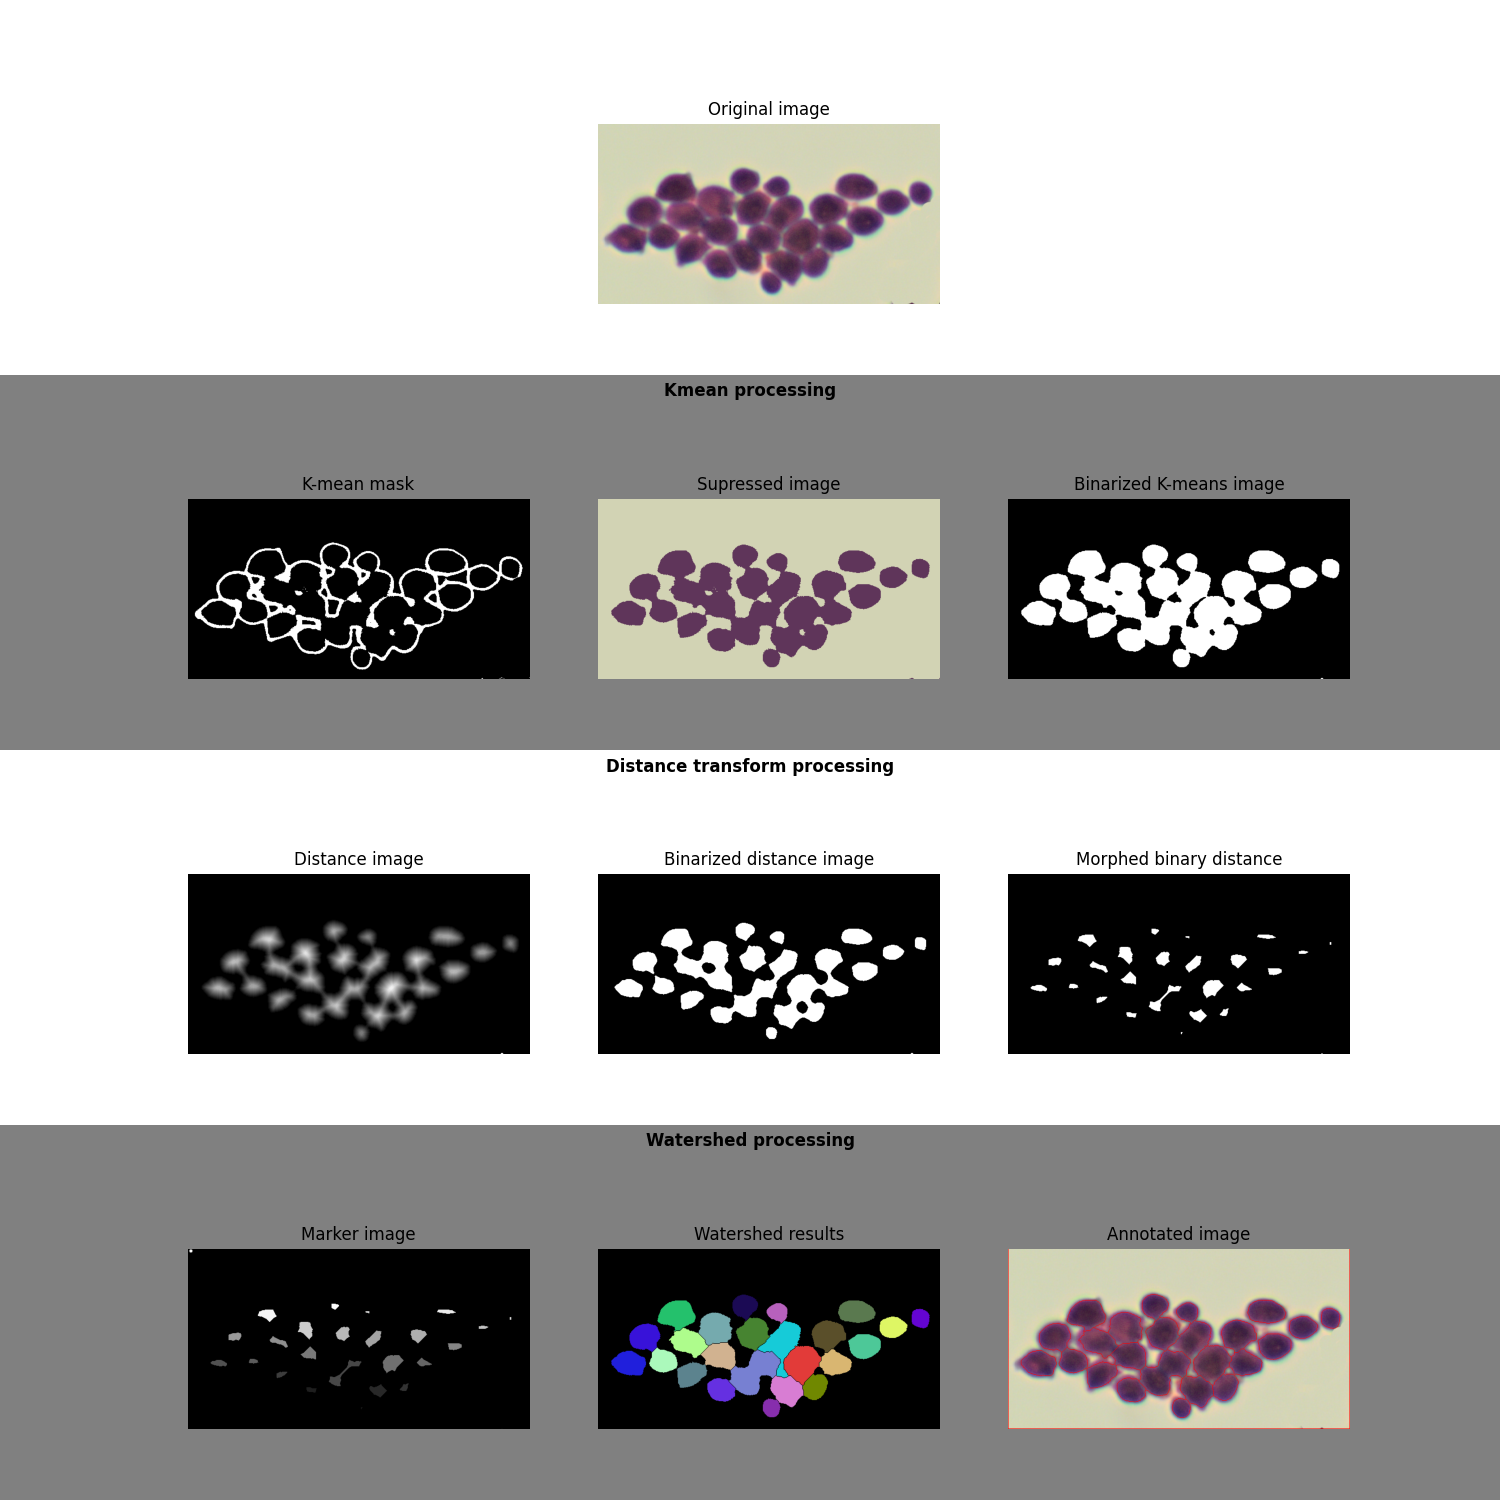 Original image
Kmean processing
K-mean mask
Supressed image
Binarized K-means image
Distance transform processing
Distance image
Binarized distance image
Morphed binary distance
Watershed processing
Marker image
Watershed results
Annotated image